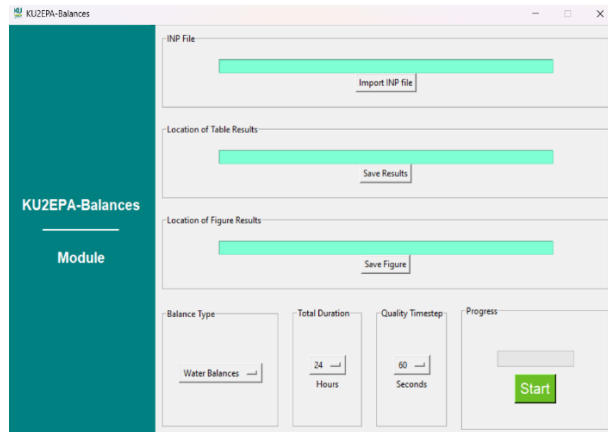 KU2EPA-Balances
INP File
Import INP file
Location of Table Results
Save Results
Location of Figure Results
Save Figure
KU2EPA-Balances
Module
Balance Type
Water Balances
Total Duration
24
Hours
Quality Timestep
60
Seconds
Progress
Start